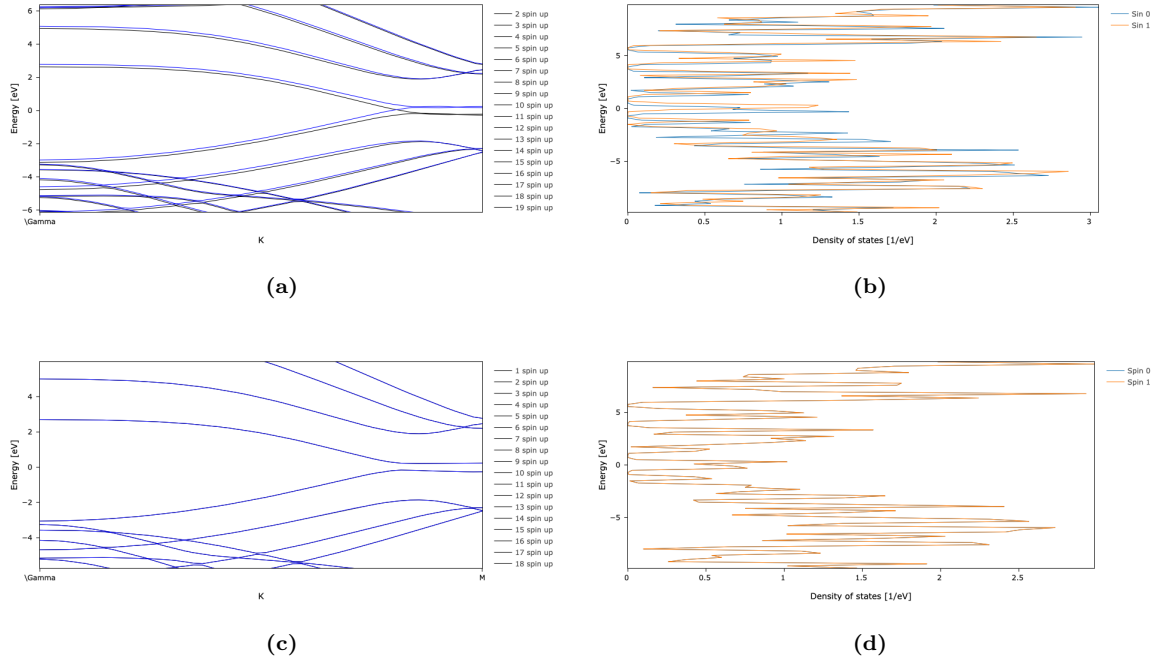 6
4
2
0
−2
−4
−6
Energy [eV]
\Gamma
K
2 spin up
3 spin up
4 spin up
5 spin up
6 spin up
7 spin up
8 spin up
9 spin up
10 spin up
11 spin up
12 spin up
13 spin up
14 spin up
15 spin up
16 spin up
17 spin up
18 spin up
19 spin up
(a)
5
0
−5
Energy [eV]
0
0.5
1
1.5
2
2.5
3
Density of states [1/eV]
Sin 0
Sin 1
(b)
4
2
0
−2
−4
Energy [eV]
\Gamma
M
K
1 spin up
2 spin up
3 spin up
4 spin up
5 spin up
6 spin up
7 spin up
8 spin up
9 spin up
10 spin up
11 spin up
12 spin up
13 spin up
14 spin up
15 spin up
16 spin up
17 spin up
18 spin up
(c)
5
0
−5
Energy [eV]
0
0.5
1
1.5
2
2.5
Density of states [1/eV]
Spin 0
Spin 1
(d)